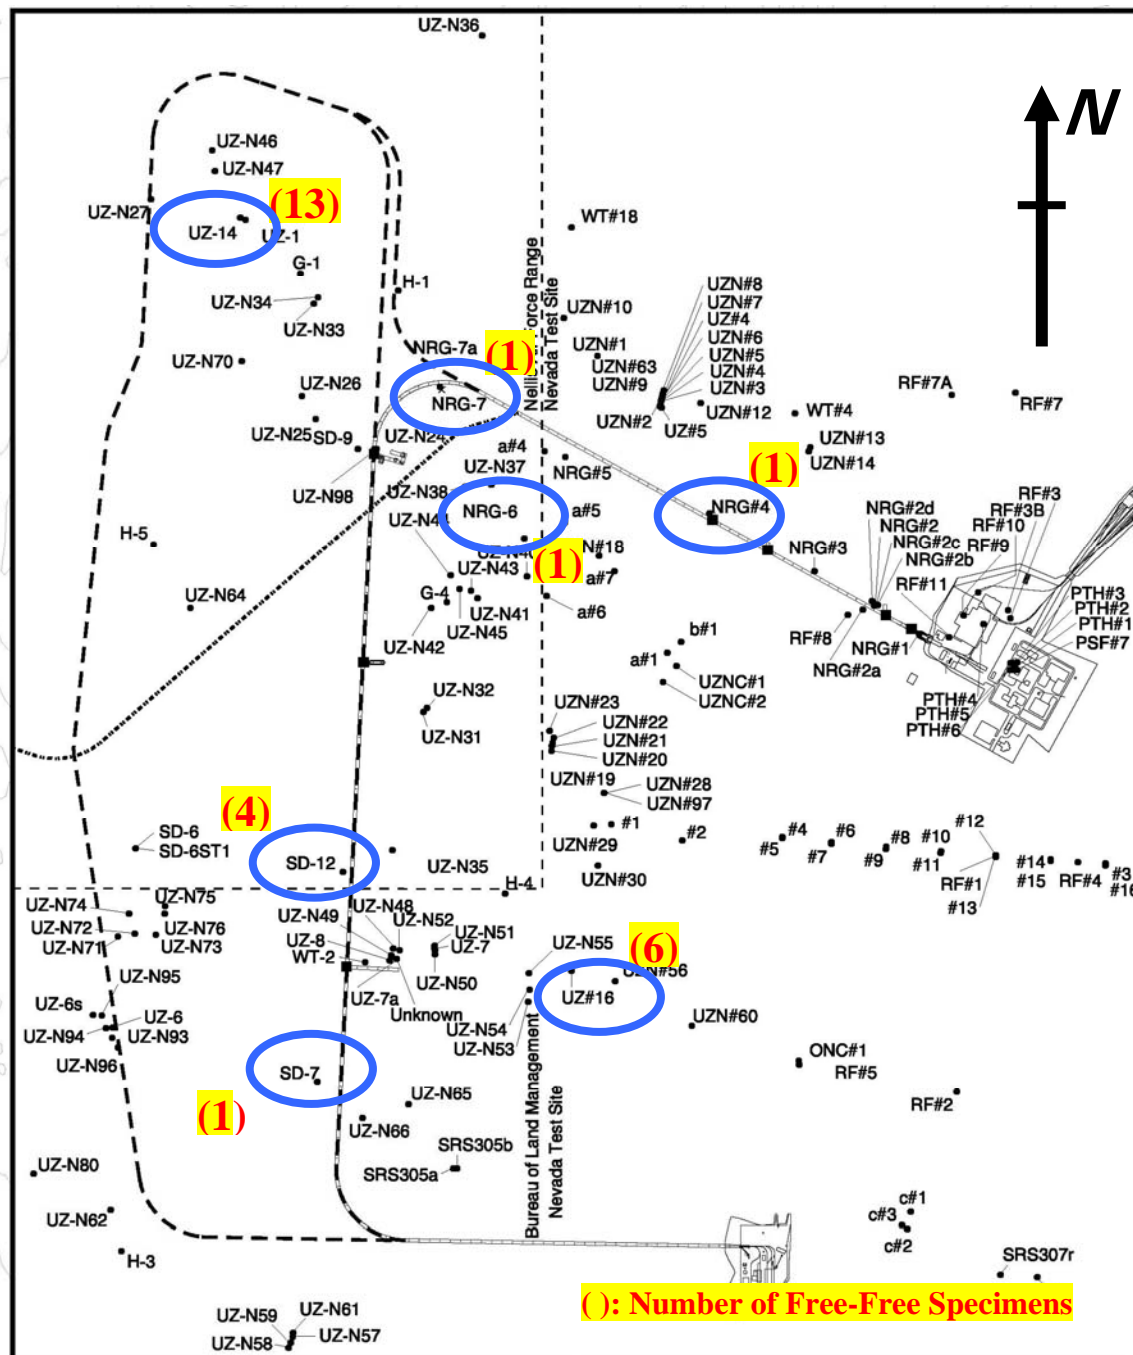 UZ-N36
N
UZ-N46
UZ-N47
UZ-N27
(13)
UZ-14
UZ-1
WT#18
G-1
H-1
UZ-N34
UZ-N33
UZN#10
Nevada Test Site
UZN#8
UZN#7
UZ#4
UZN#6
UZN#5
UZN#4
UZN#3
UZN#2
UZ#5
UZN#12
NRG-7a
(1)
UZN#1
UZN#63
UZN#9
UZ-N70
UZ-N26
NRG-7
RF#7A
RF#7
WT#4
UZ-N25
SD-9
UZ-N24
a#4
NRG#5
UZN#13
UZN#14
UZ-N98
UZ-N37
UZ-N38
(1)
NRG#4
NRG-6
a#5
UZ-N44
H-5
N#18
(1)
UZ-N43
a#7
NRG#3
NRG#2d
NRG#2
NRG#2c
NRG#2b
RF#3
RF#3B
RF#10
RF#9
RF#11
UZ-N64
G-4
UZ-N41
a#6
UZ-N45
UZ-N42
RF#8
NRG#1
NRG#2a
PTH#3
PTH#2
PTH#1
PSF#7
b#1
a#1
UZNC#1
UZNC#2
PTH#4
PTH#5
PTH#6
UZ-N32
UZ-N31
UZN#23
UZN#22
UZN#21
UZN#20
UZN#19
UZN#28
UZN#97
(4)
SD-6
SD-6ST1
SD-12
UZ-N35
#1
UZN#29
UZN#30
#2
#4
#5
#6
#7
#8
#9
#10
#11
#12
RF#1
#13
#14
#15
RF#4
#3
#16
H-4
UZ-N75
UZ-N74
UZ-N72
UZ-N71
UZ-N76
UZ-N73
UZ-N48
UZ-N49
UZ-N52
UZ-8
WT-2
UZ-N51
UZ-7
UZ-N50
UZ-7a
Unknown
UZ-N55
(6)
UZN#56
UZ#16
UZ-N54
UZ-N53
UZN#60
UZ-N95
UZ-6s
UZ-6
UZ-N94
UZ-N93
UZ-N96
SD-7
(1)
UZ-N65
UZ-N66
ONC#1
RF#5
RF#2
SRS305b
SRS305a
Bureau of Land Management
Nevada Test Site
UZ-N80
UZ-N62
H-3
c#1
c#3
c#2
SRS307r
( ): Number of Free-Free Specimens
UZ-N61
UZ-N59
UZ-N57
UZ-N58